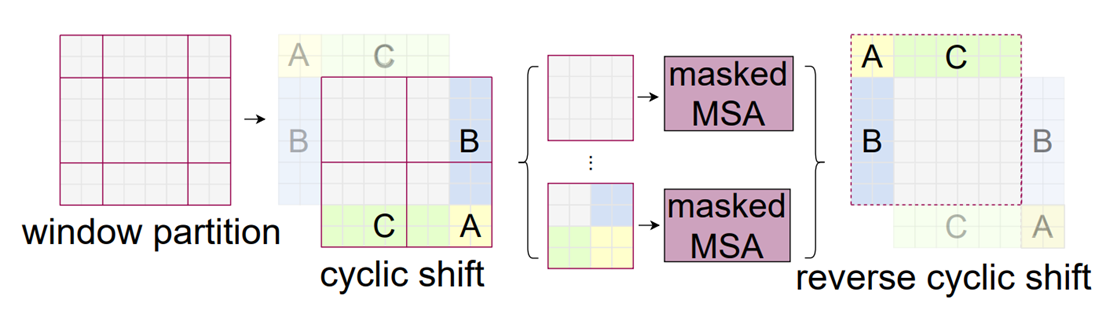 A C
B
B
C A
window partition
cyclic shift
masked
MSA
⋮
masked
MSA
A C
B B
C A
reverse cyclic shift